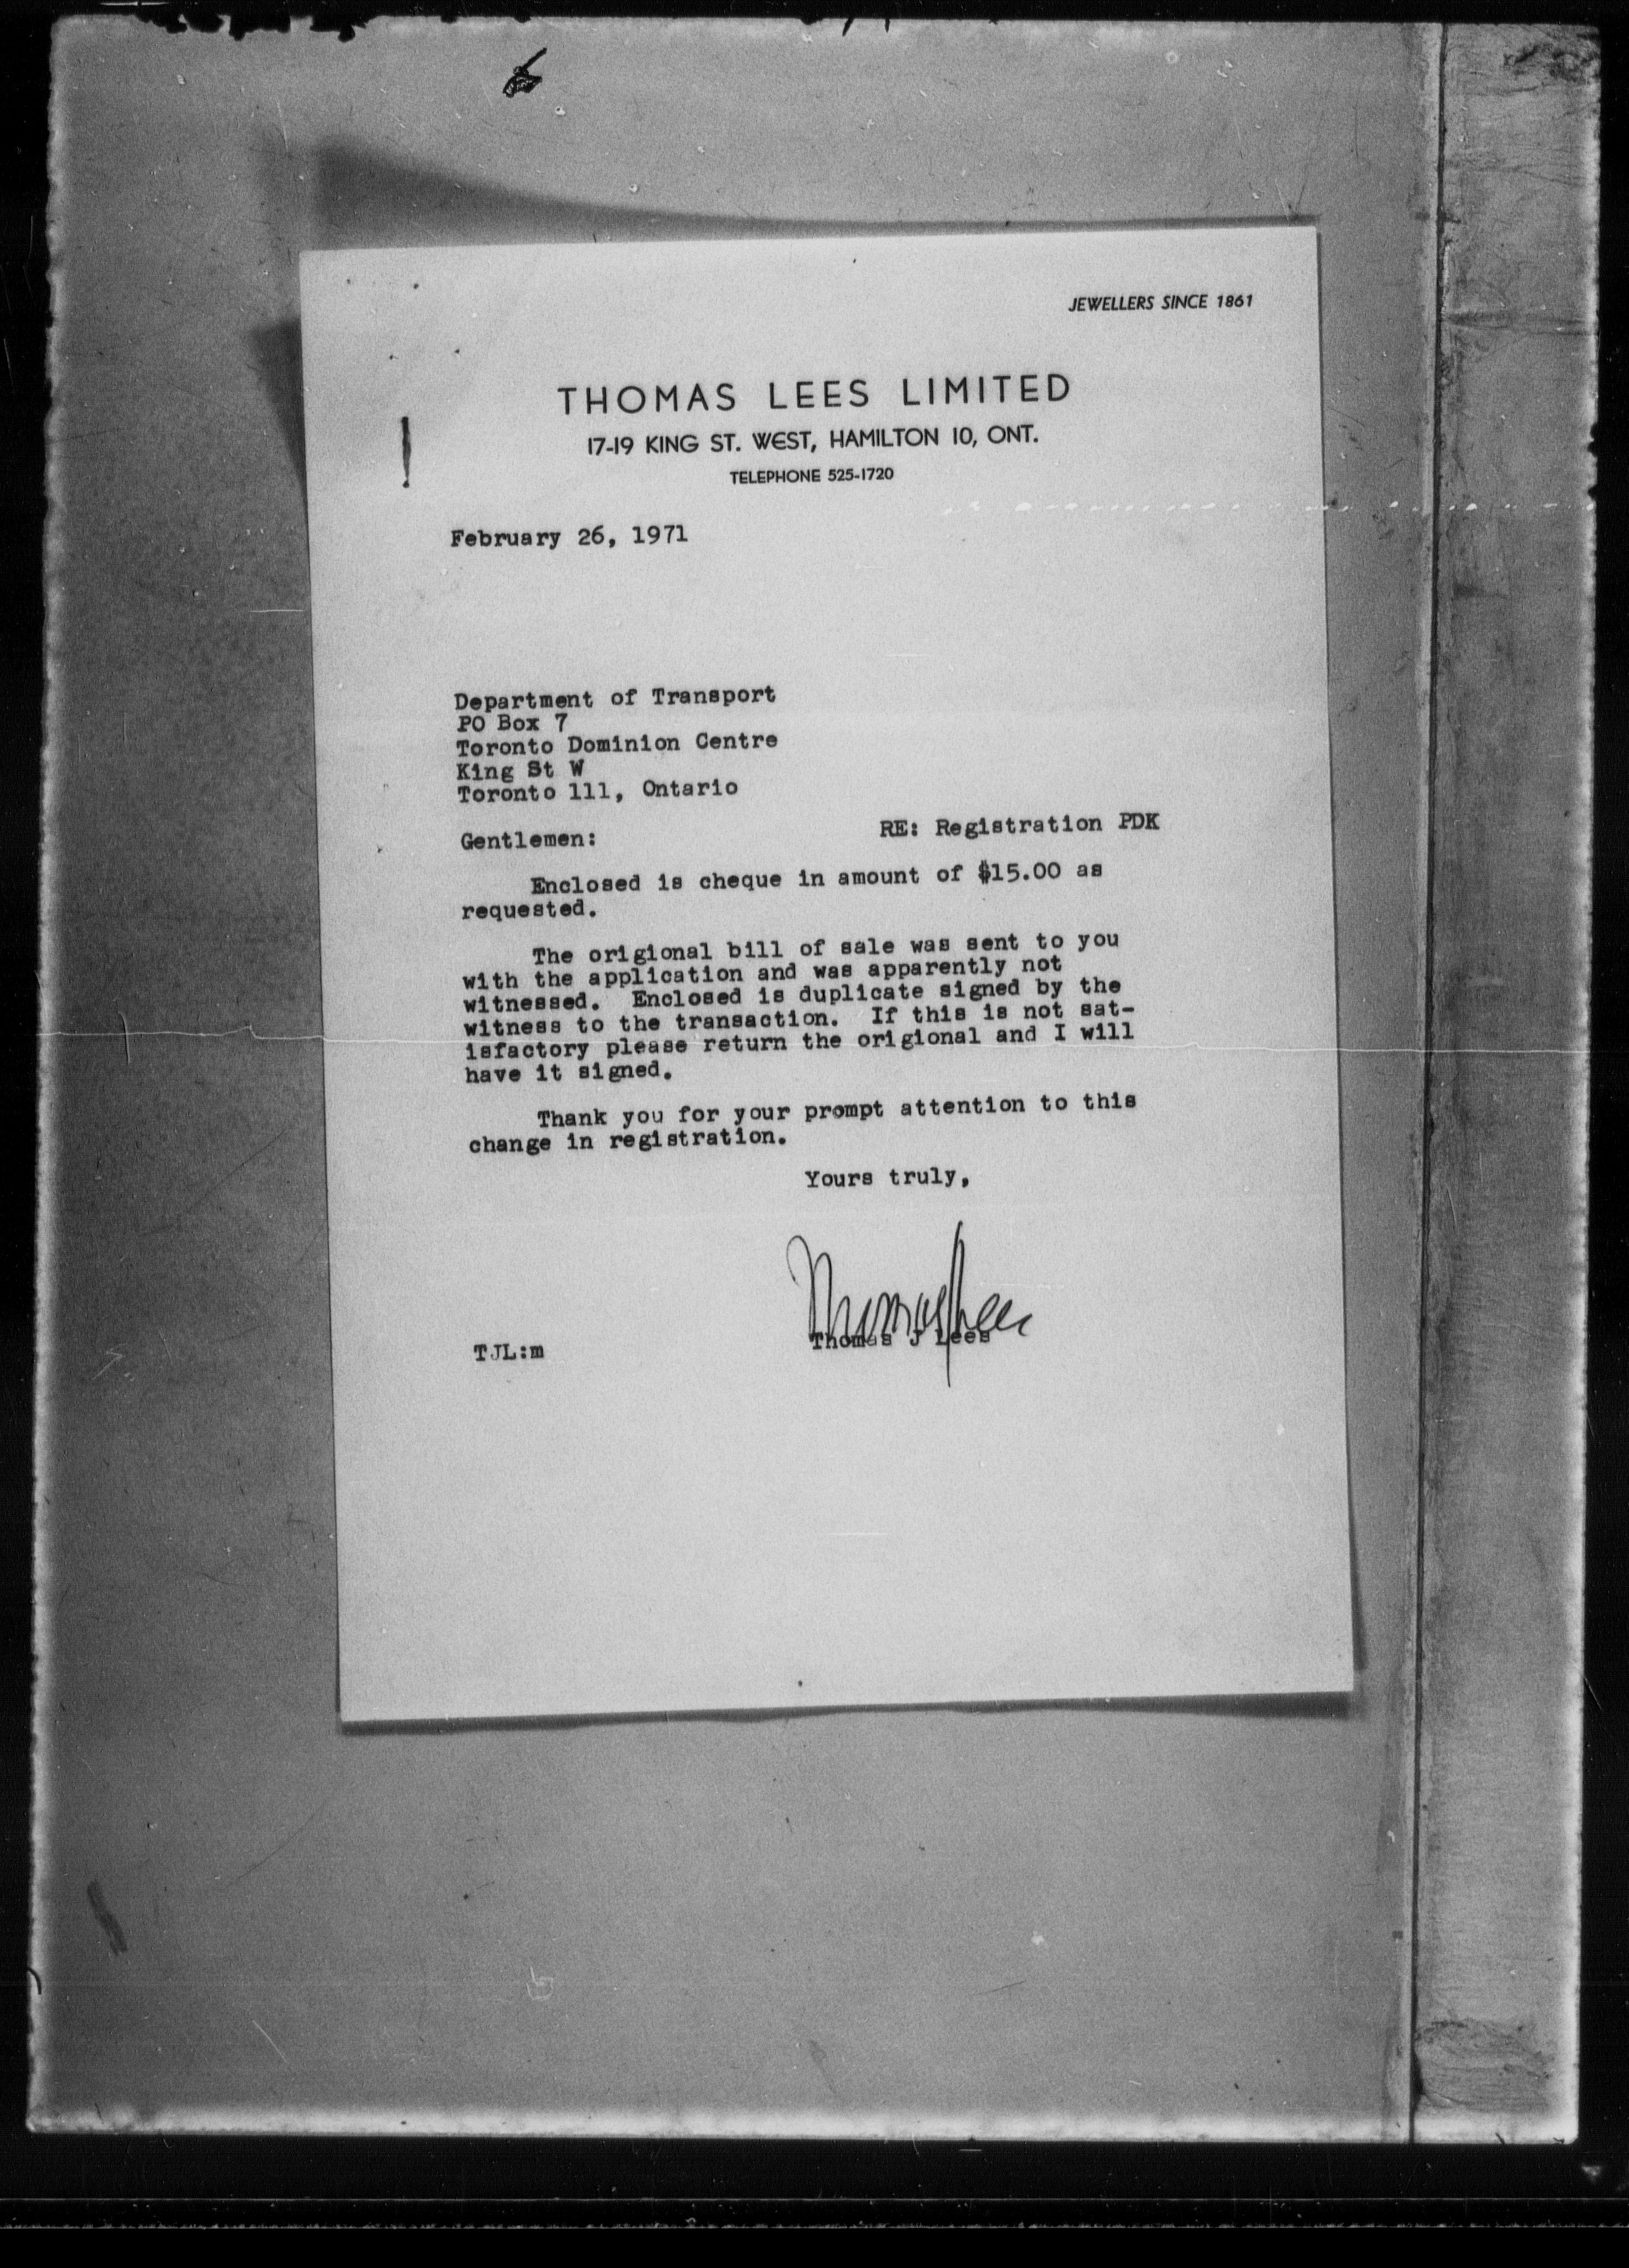 JEWELLERS SINCE 1861
THOMAS LEES LIMITED
17-19 KING ST. WEST, HAMILTON 10, ONT.
TELEPHONE 525-1720
February 26, 1971
Department of Transport
PO Box 7
Toronto Dominion Centre
King St W
Toronto 111, Ontario
RE: Registration PDK
Gentlemen:
Enclosed is cheque in amount of $15.00 as
requested.
The origional bill of sale was sent to you
with the application and was apparently not
witnessed. Enclosed is duplicate signed by the
witness to the transaction. If this is not sat-
isfactory please return the origional and I will
have it signed.
Thank you for your prompt attention to this
change in registration.
Yours truly,
Thomas J Lees
Thomas J Lees
TJL:m